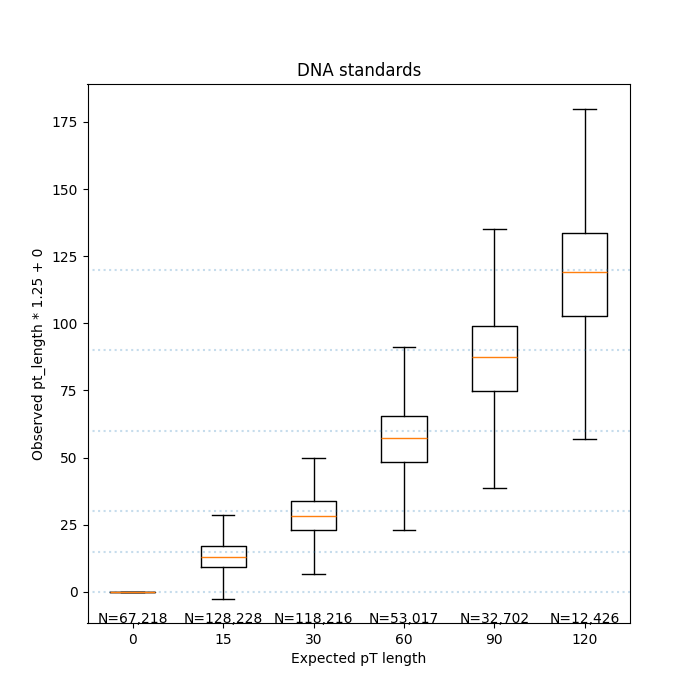 DNA standards
Observed pt_length * 1.25 + 0
175
150
125
100
75
50
25
0
N=67,218 N=128,228 N=118,216 N=53,017 N=32,702 N=12,426
0 15 30 60 90 120
Expected pT length